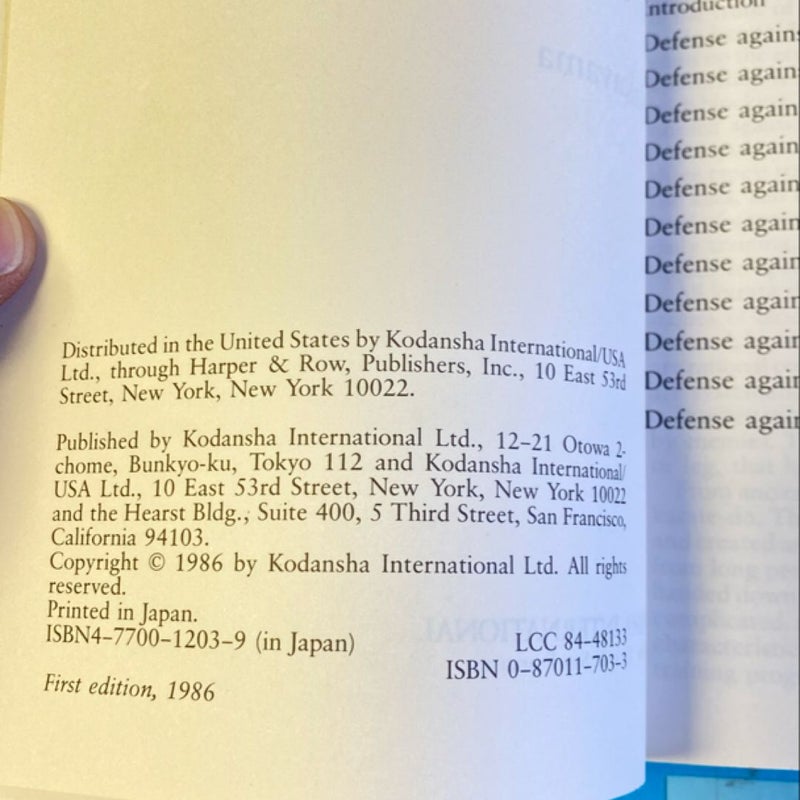 Distributed in the United States by Kodansha International/USA
Ltd., through Harper & Row, Publishers, Inc., 10 East 53rd
Street, New York, New York 10022.
Published by Kodansha International Ltd., 12–21 Otowa 2-
chome, Bunkyo-ku, Tokyo 112 and Kodansha International/
USA Ltd., 10 East 53rd Street, New York, New York 10022
and the Hearst Bldg., Suite 400, 5 Third Street, San Francisco,
California 94103.
Copyright © 1986 by Kodansha International Ltd. All rights
reserved.
Printed in Japan.
ISBN4–7700–1203–9 (in Japan)
LCC 84-48133
ISBN 0–87011–703–3
First edition, 1986
ntroduction
Defense agains
Defense again
Defense again
Defense again
Defense again
Defense again
Defense again
Defense again
Defense again
Defense again
Defense again